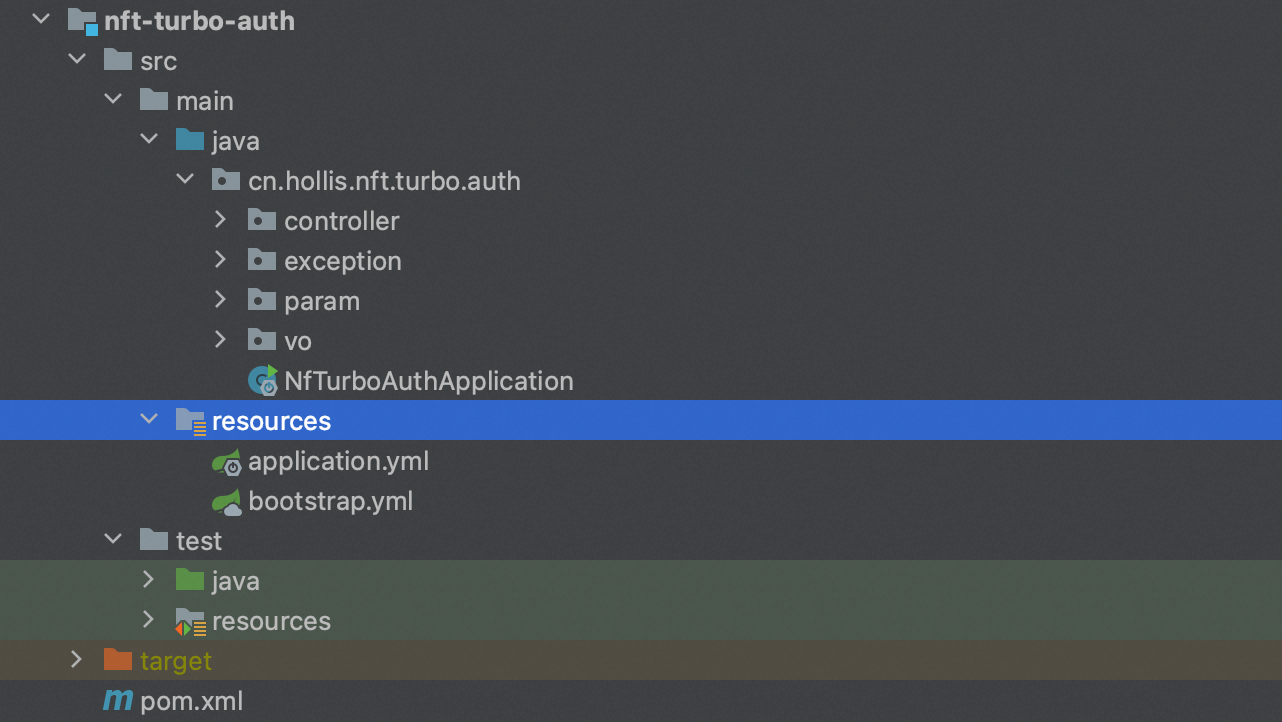 nft-turbo-auth
src
main
java
cn.hollis.nft.turbo.auth
controller
exception
param
vo
NfTurboAuthApplication
resources
application.yml
bootstrap.yml
test
java
resources
target
m pom.xml